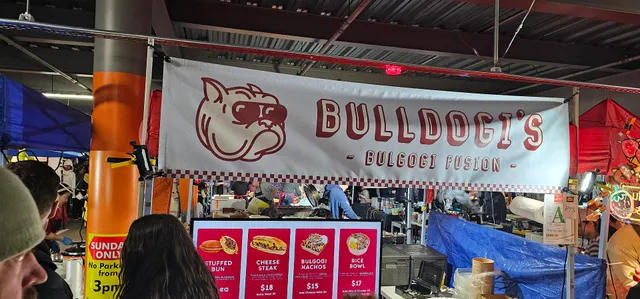 BULLDOGI'S
- BULGOGI FUSION -
SUNDAY
ONLY
No Park
from
3pm
STUFFED
BUN
CHEESE
STEAK
$18
BULGOGI
NACHOS
$15
RICE
BOWL
$17
A